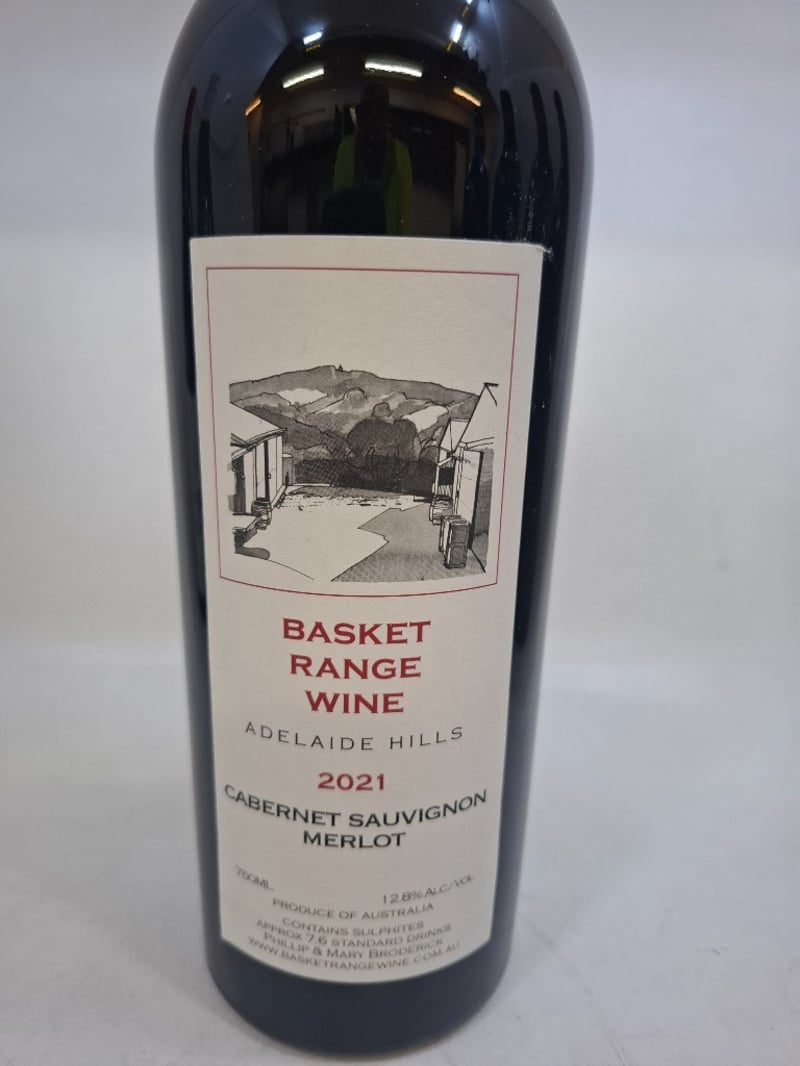 BASKET
RANGE
WINE
ADELAIDE HILLS
2021
CABERNET SAUVIGNON
MERLOT
750ML
12.8% ALC/VOL
PRODUCE OF AUSTRALIA
CONTAINS SULPHITES
APPROX 7.6 STANDARD DRINKS
PHILLIP & MARY BRODERICK
WWW.BASKETRANGEWINE.COM.AU